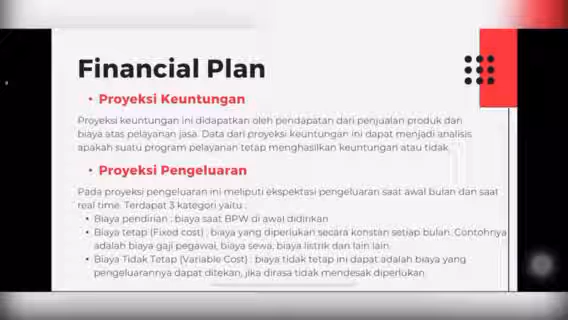 Financial Plan
• Proyeksi Keuntungan
Proyeksi keuntungan ini didapatkan oleh pendapatan dari penjualan produk dan
biaya atas pelayanan jasa. Data dari proyeksi keuntungan ini dapat menjadi analisis
apakah suatu program pelayanan tetap menghasilkan keuntungan atau tidak.
• Proyeksi Pengeluaran
Pada proyeksi pengeluaran ini meliputi ekspektasi pengeluaran saat awal bulan dan saat
real time. Terdapat 3 kategori yaitu :
• Biaya pendirian : biaya saat BPW di awal didirikan
• Biaya tetap (Fixed cost) : biaya yang diperlukan secara konstan setiap bulan. Contohnya
adalah biaya gaji pegawai, biaya sewa, biaya listrik dan lain lain.
• Biaya Tidak Tetap (Variable Cost) : biaya tidak tetap ini dapat adalah biaya yang
pengeluarannya dapat ditekan, jika dirasa tidak mendesak diperlukan.